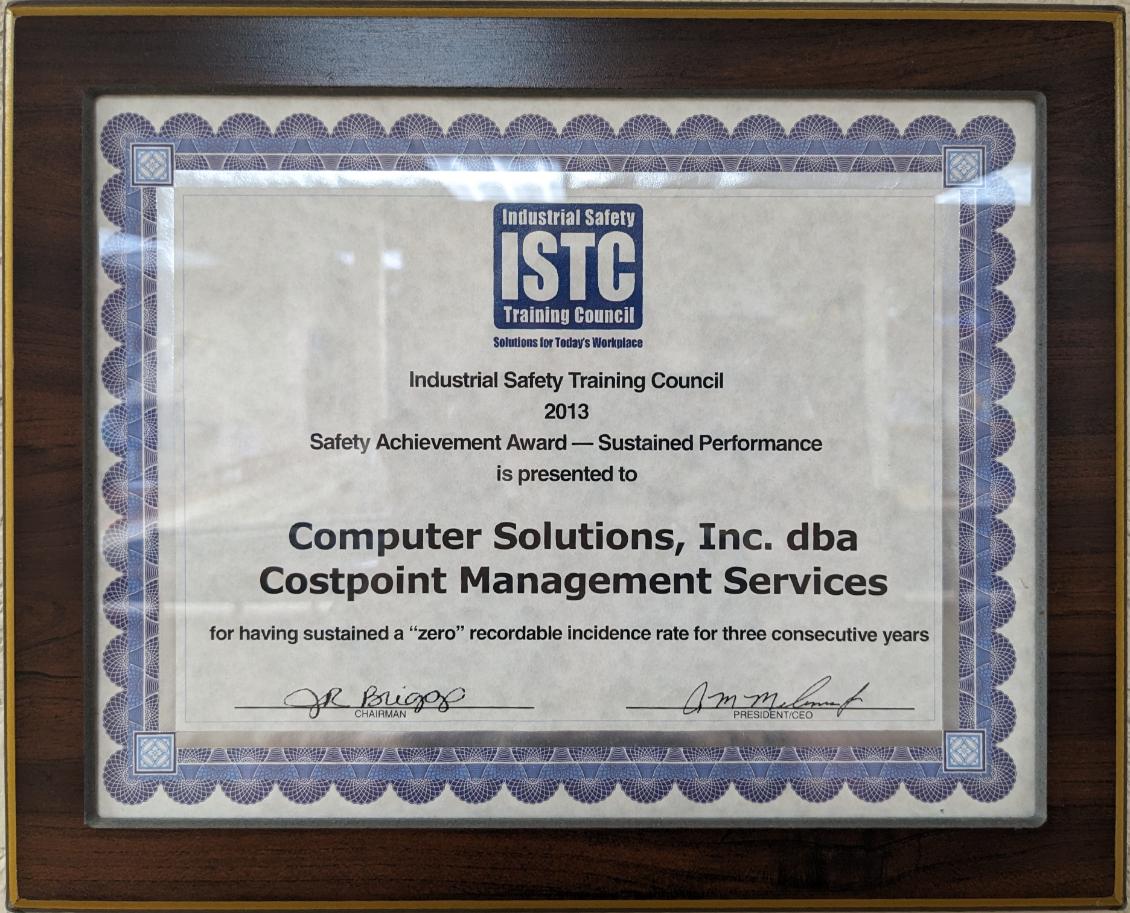 Industrial Safety
ISTC
Training Council
Solutions for Today's Workplace
Industrial Safety Training Council
2013
Safety Achievement Award — Sustained Performance
is presented to
Computer Solutions, Inc. dba
Costpoint Management Services
for having sustained a “zero” recordable incidence rate for three consecutive years
JR Briggs
CHAIRMAN
PRESIDENT/CEO